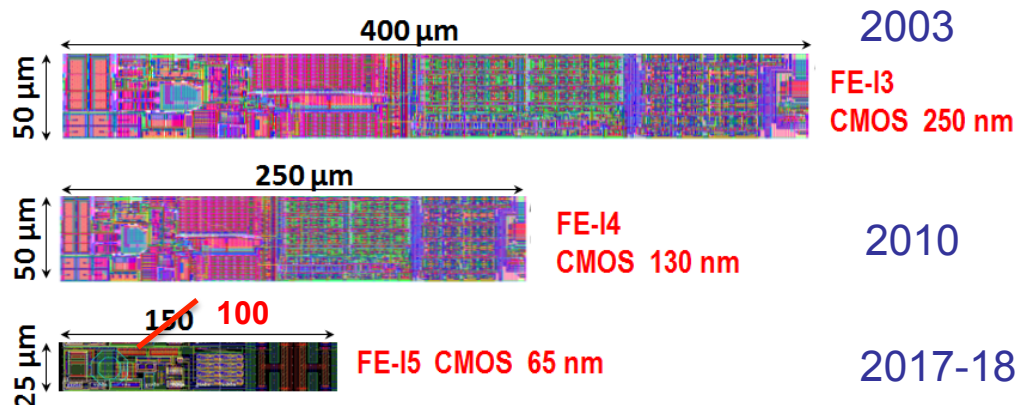 400 µm
2003
50 µm
FE-I3
CMOS 250 nm
250 µm
50 µm
FE-I4
CMOS 130 nm
2010
150 100
25 µm
FE-I5 CMOS 65 nm
2017-18